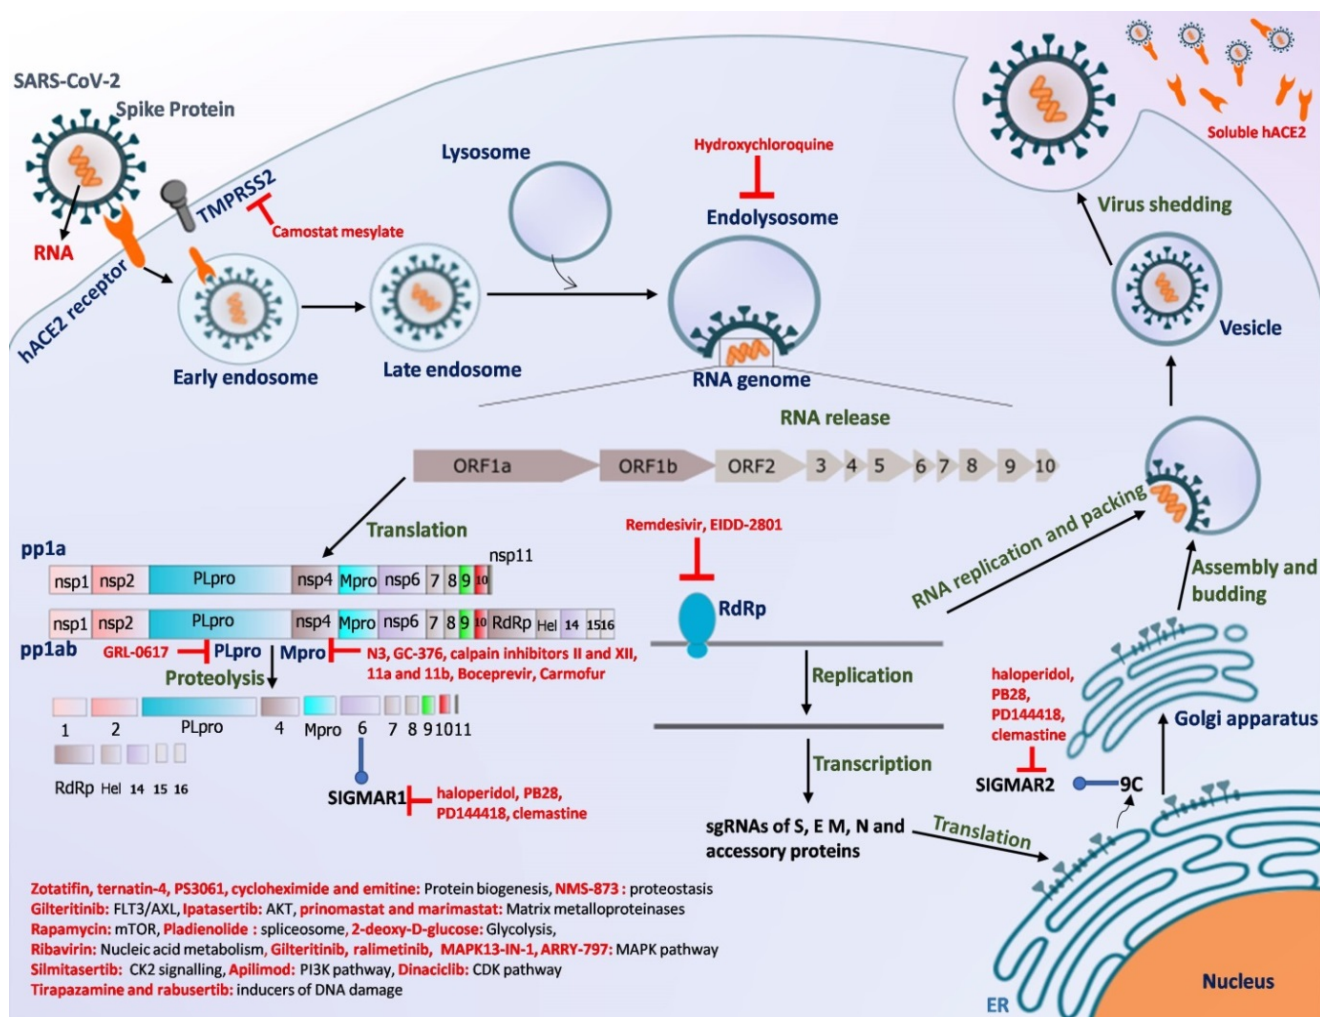 SARS-CoV-2
Spike Protein
RNA
hACE2 receptor
TMPRSS2
Camostat mesylate
Early endosome
Late endosome
Lysosome
Hydroxychloroquine
Endolysosome
RNA genome
RNA release
Soluble hACE2
Virus shedding
Vesicle
ORF1a ORF1b ORF2 3 4 5 6 7 8 9 10
Translation
pp1a
nsp11
nsp1 nsp2 PLpro nsp4 Mpro nsp6 7 8 9 10
nsp1 nsp2 PLpro nsp4 Mpro nsp6 7 8 9 10 RdRp Hel 14 15 16
pp1ab
GRL-0617
PLpro
Mpro
N3, GC-376, calpain inhibitors II and XII,
11a and 11b, Boceprevir, Carmofur
Proteolysis
1 2 PLpro 4 Mpro 6 7 8 9 10 11
RdRp Hel 14 15 16
SIGMAR1
haloperidol, PB28,
PD144418, clemastine
Remdesivir, EIDD-2801
RdRp
RNA replication and packing
Replication
Transcription
sgRNAs of S, E M, N and
accessory proteins
Translation
Assembly and
budding
haloperidol,
PB28,
PD144418,
clemastine
Golgi apparatus
SIGMAR2
9C
ER
Nucleus
Zotatifin, ternatin-4, PS3061, cycloheximide and emitine: Protein biogenesis, NMS-873 : proteostasis
Gilteritinib: FLT3/AXL, Ipatasertib: AKT, prinomastat and marimastat: Matrix metalloproteinases
Rapamycin: mTOR, Pladienolide : spliceosome, 2-deoxy-D-glucose: Glycolysis,
Ribavirin: Nucleic acid metabolism, Gilteritinib, ralimetinib, MAPK13-IN-1, ARRY-797: MAPK pathway
Silmitasertib: CK2 signalling, Apilimod: PI3K pathway, Dinaciclib: CDK pathway
Tirapazamine and rabusertib: inducers of DNA damage